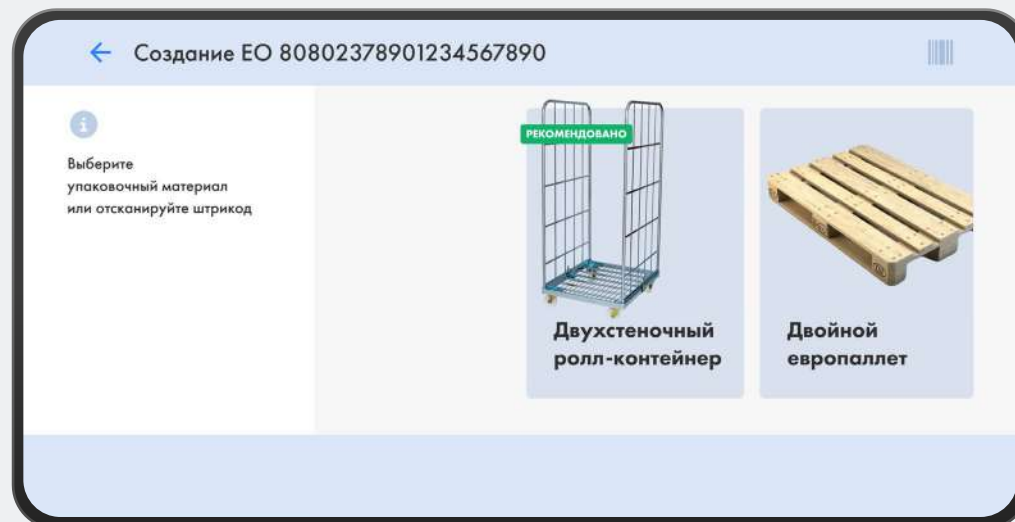 Создание ЕО 80802378901234567890
Выберите
упаковочный материал
или отсканируйте штрикод
РЕКОМЕНДОВАНО
Двухстеночный
ролл-контейнер
Двойной
европаллет